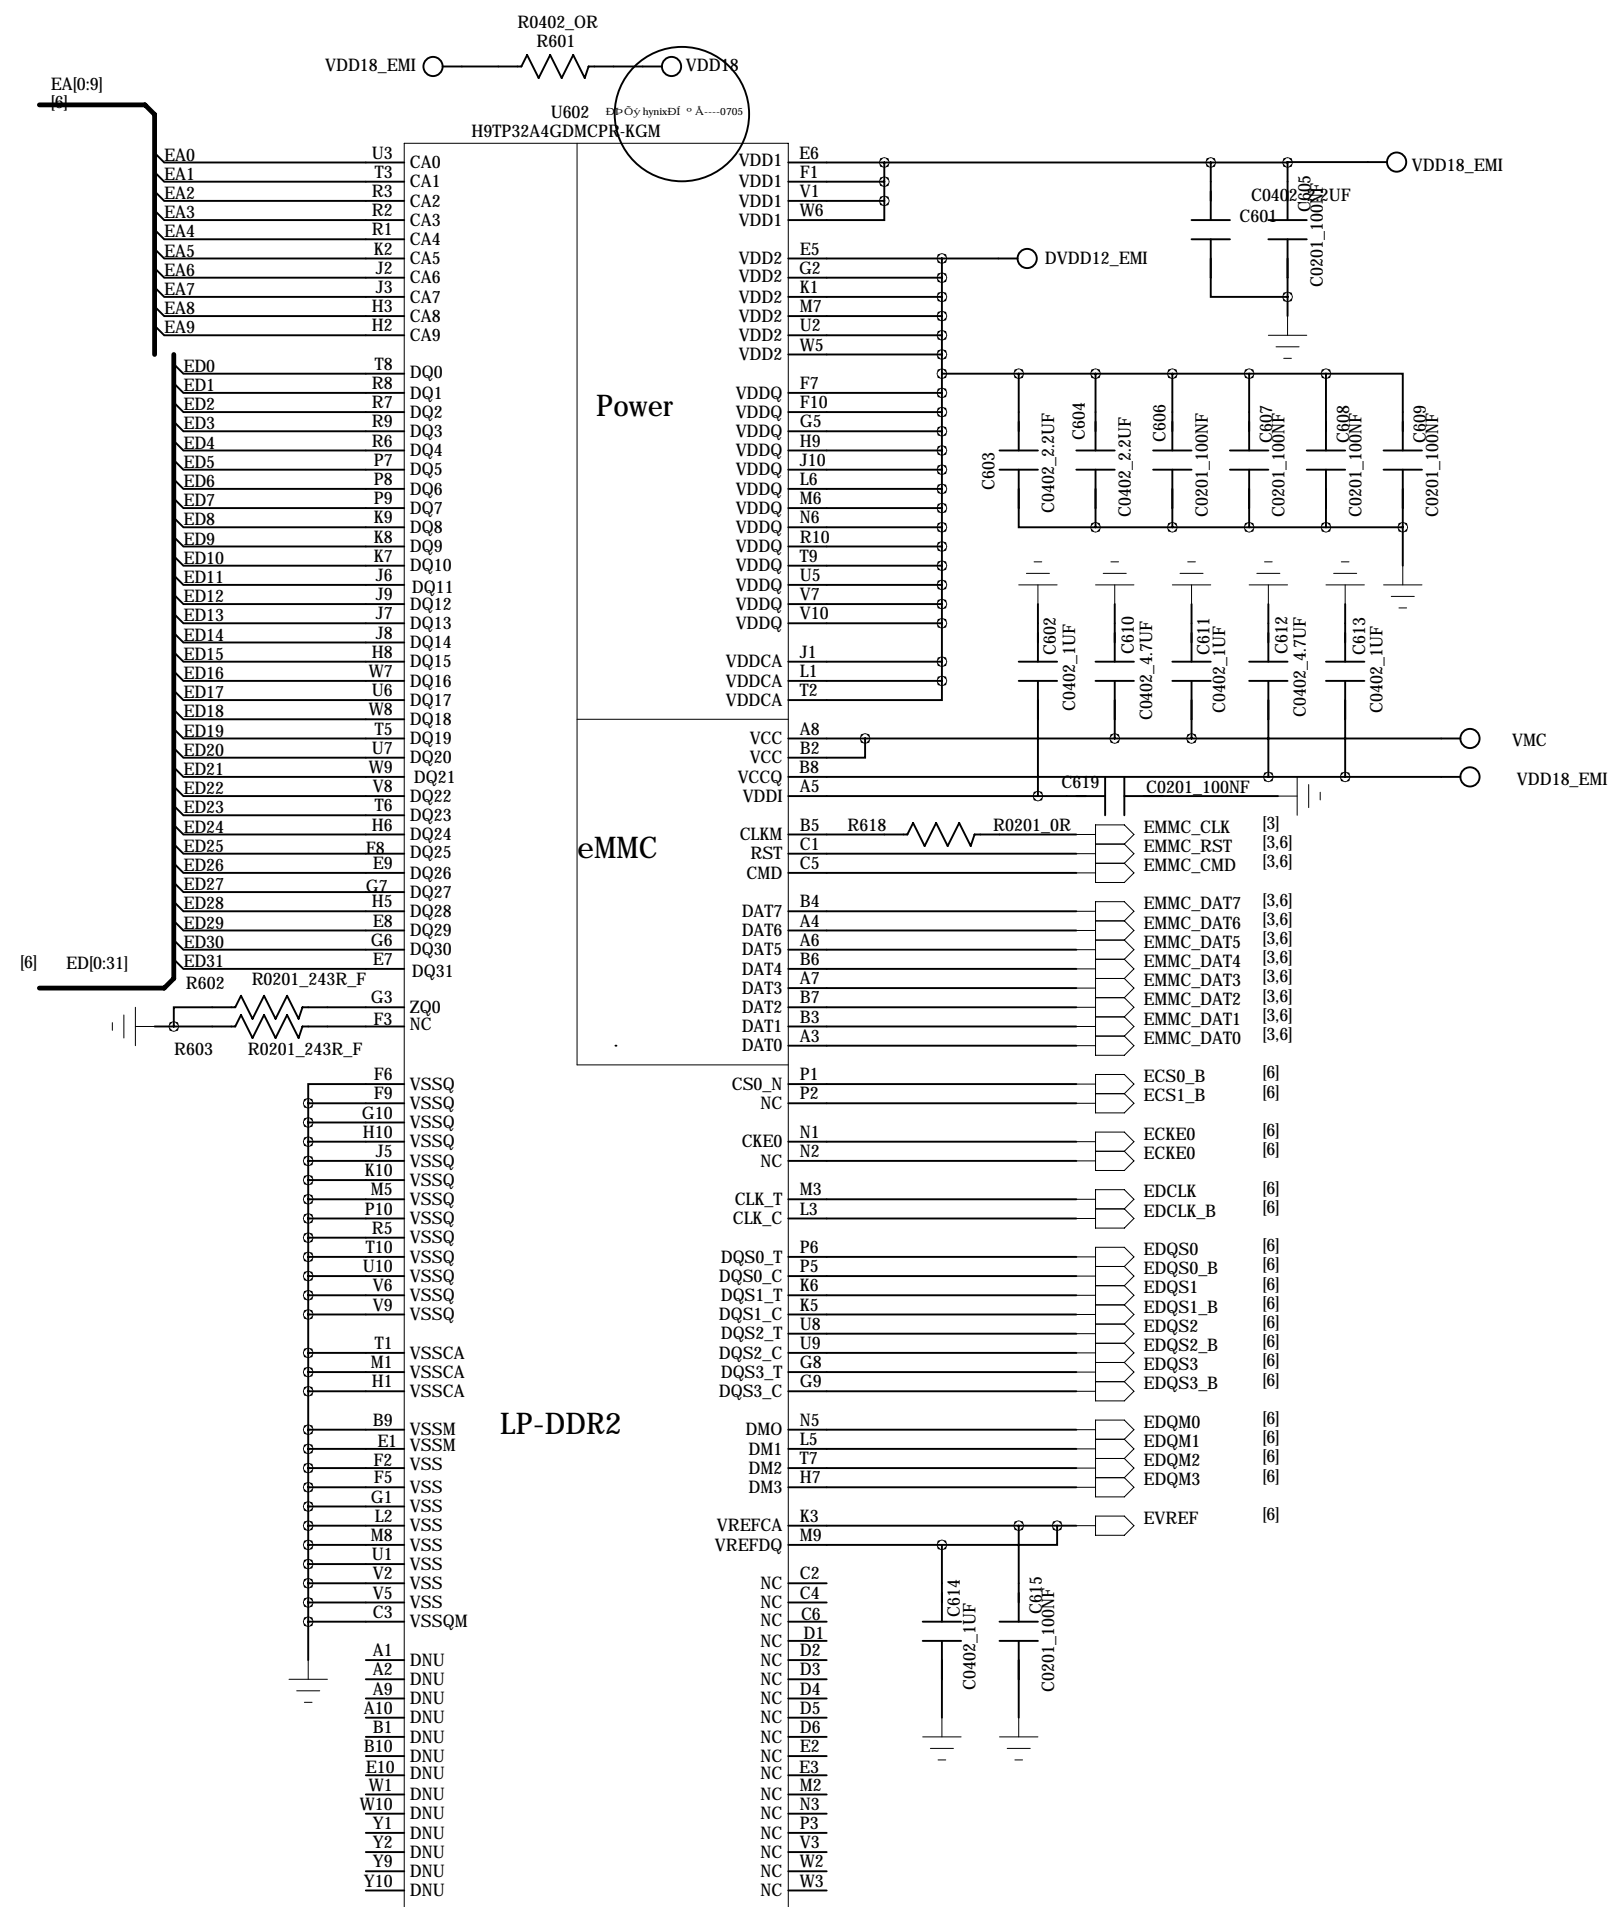 R0402_OR
R601
VDD18_EMI
VDD18
EA[0:9]
[6]
U602
H9TP32A4GDMCPR-KGM
hynix
----0705
EA0 U3 CA0
EA1 T3 CA1
EA2 R3 CA2
EA3 R2 CA3
EA4 R1 CA4
EA5 K2 CA5
EA6 J2 CA6
EA7 J3 CA7
EA8 H3 CA8
EA9 H2 CA9
ED0 T8 DQ0
ED1 R8 DQ1
ED2 R7 DQ2
ED3 R9 DQ3
ED4 R6 DQ4
ED5 P7 DQ5
ED6 P8 DQ6
ED7 P9 DQ7
ED8 K9 DQ8
ED9 K8 DQ9
ED10 K7 DQ10
ED11 J6 DQ11
ED12 J9 DQ12
ED13 J7 DQ13
ED14 J8 DQ14
ED15 H8 DQ15
ED16 W7 DQ16
ED17 U6 DQ17
ED18 W8 DQ18
ED19 T5 DQ19
ED20 U7 DQ20
ED21 W9 DQ21
ED22 V8 DQ22
ED23 T6 DQ23
ED24 H6 DQ24
ED25 F8 DQ25
ED26 E9 DQ26
ED27 G7 DQ27
ED28 H5 DQ28
ED29 E8 DQ29
ED30 G6 DQ30
ED31 E7 DQ31
[6] ED[0:31]
R602 R0201_243R_F
G3 ZQ0
F3 NC
R603 R0201_243R_F
F6 VSSQ
F9 VSSQ
G10 VSSQ
H10 VSSQ
J5 VSSQ
K10 VSSQ
M5 VSSQ
P10 VSSQ
R5 VSSQ
T10 VSSQ
U10 VSSQ
V6 VSSQ
V9 VSSQ
T1 VSSCA
M1 VSSCA
H1 VSSCA
B9 VSSM
E1 VSSM
F2 VSS
F5 VSS
G1 VSS
L2 VSS
M8 VSS
U1 VSS
V2 VSS
V5 VSS
C3 VSSQM
A1 DNU
A2 DNU
A9 DNU
A10 DNU
B1 DNU
B10 DNU
E10 DNU
W1 DNU
W10 DNU
Y1 DNU
Y2 DNU
Y9 DNU
Y10 DNU
Power
eMMC
LP-DDR2
VDD1 E6
VDD1 F1
VDD1 V1
VDD1 W6
VDD18_EMI
C0402_2.2UF
C601
C605
C0201_100NF
VDD2 E5
VDD2 G2
VDD2 K1
VDD2 M7
VDD2 U2
VDD2 W5
DVDD12_EMI
VDDQ F7
VDDQ F10
VDDQ G5
VDDQ H9
VDDQ J10
VDDQ L6
VDDQ M6
VDDQ N6
VDDQ R10
VDDQ T9
VDDQ U5
VDDQ V7
VDDQ V10
VDDCA J1
VDDCA L1
VDDCA T2
C603 C0402_2.2UF
C604 C0402_2.2UF
C606 C0201_100NF
C607 C0201_100NF
C608 C0201_100NF
C609 C0201_100NF
C602 C0402_1UF
C610 C0402_4.7UF
C611 C0402_1UF
C612 C0402_4.7UF
C613 C0402_1UF
VCC A8
VCC B2
VCCQ B8
VDDI A5
VMC
VDD18_EMI
C619 C0201_100NF
CLKM B5 R618 R0201_0R EMMC_CLK [3]
RST C1 EMMC_RST [3,6]
CMD C5 EMMC_CMD [3,6]
DAT7 B4 EMMC_DAT7 [3,6]
DAT6 A4 EMMC_DAT6 [3,6]
DAT5 A6 EMMC_DAT5 [3,6]
DAT4 B6 EMMC_DAT4 [3,6]
DAT3 A7 EMMC_DAT3 [3,6]
DAT2 B7 EMMC_DAT2 [3,6]
DAT1 B3 EMMC_DAT1 [3,6]
DAT0 A3 EMMC_DAT0 [3,6]
CS0_N P1 ECS0_B [6]
NC P2 ECS1_B [6]
CKE0 N1 ECKE0 [6]
NC N2 ECKE0 [6]
CLK_T M3 EDCLK [6]
CLK_C L3 EDCLK_B [6]
DQS0_T P6 EDQS0 [6]
DQS0_C P5 EDQS0_B [6]
DQS1_T K6 EDQS1 [6]
DQS1_C K5 EDQS1_B [6]
DQS2_T U8 EDQS2 [6]
DQS2_C U9 EDQS2_B [6]
DQS3_T G8 EDQS3 [6]
DQS3_C G9 EDQS3_B [6]
DMO N5 EDQM0 [6]
DM1 L5 EDQM1 [6]
DM2 T7 EDQM2 [6]
DM3 H7 EDQM3 [6]
VREFCA K3 EVREF [6]
VREFDQ M9
C614 C0402_1UF
C615 C0201_100NF
NC C2
NC C4
NC C6
NC D1
NC D2
NC D3
NC D4
NC D5
NC D6
NC E2
NC E3
NC M2
NC N3
NC P3
NC V3
NC W2
NC W3